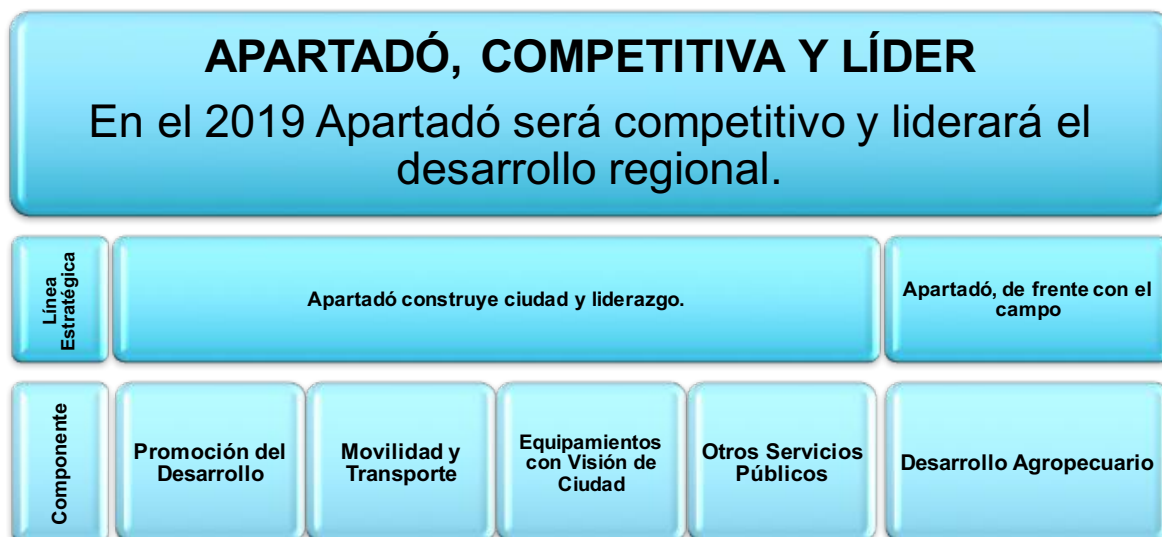 APARTADÓ, COMPETITIVA Y LÍDER
En el 2019 Apartadó será competitivo y liderará el
desarrollo regional.
Línea
Estratégica
Apartadó construye ciudad y liderazgo.
Apartadó, de frente con el
campo
Componente
Promoción del
Desarrollo
Movilidad y
Transporte
Equipamientos
con Visión de
Ciudad
Otros Servicios
Públicos
Desarrollo Agropecuario